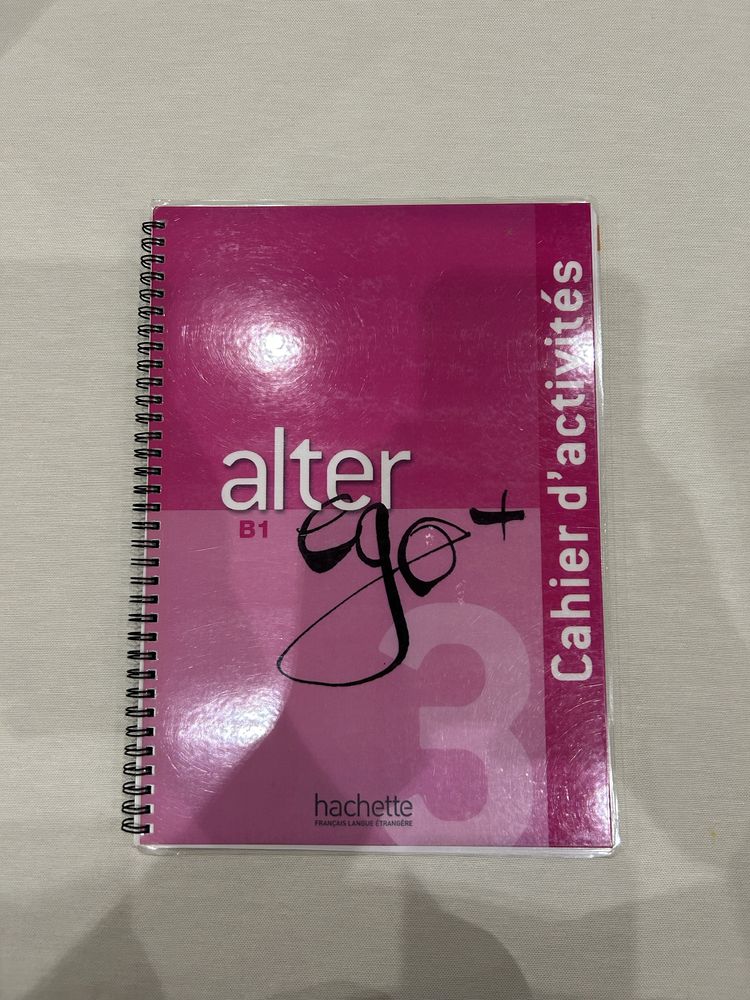 alter
ego+
B1
3
Cahier d'activités
hachette
FRANÇAIS LANGUE ÉTRANGÈRE